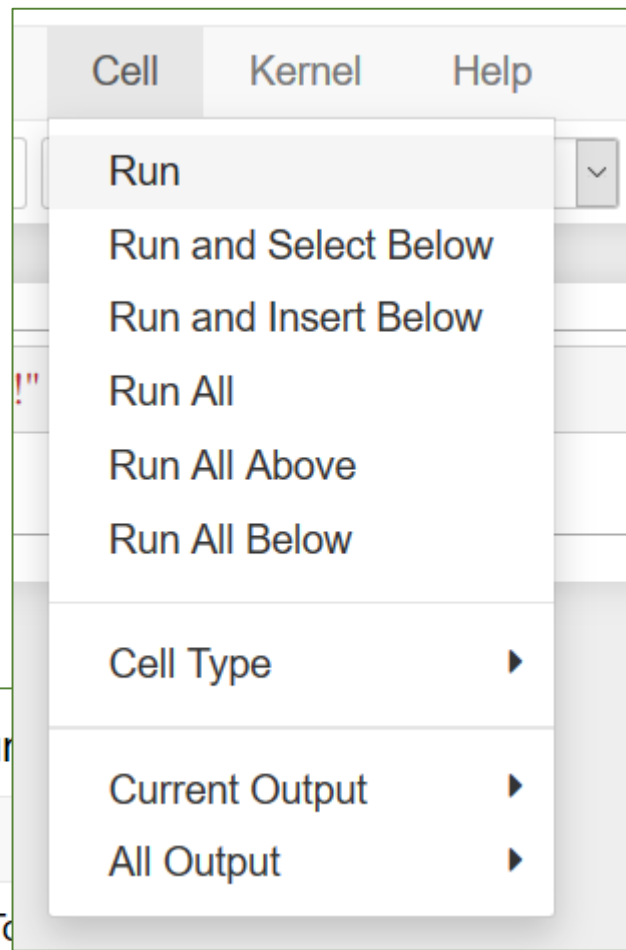 Cell Kernel Help
Run
Run and Select Below
Run and Insert Below
!"
Run All
Run All Above
Run All Below
Cell Type
Current Output
All Output